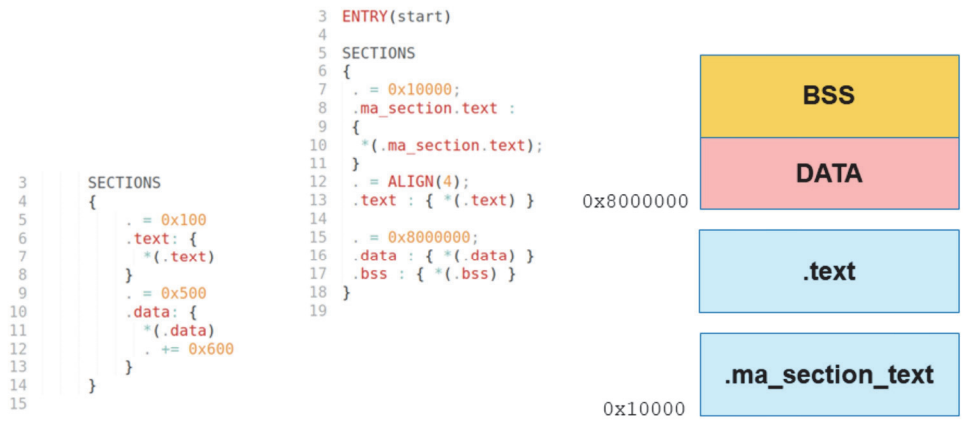 3 SECTIONS
4 {
5 . = 0x100
6 .text: {
7 *(.text)
8 }
9 . = 0x500
10 .data: {
11 *(.data)
12 . += 0x600
13 }
14 }
15
3 ENTRY(start)
4
5 SECTIONS
6 {
7 . = 0x10000;
8 .ma_section.text :
9 {
10 *(.ma_section.text);
11 }
12 . = ALIGN(4);
13 .text : { *(.text) }
14
15 . = 0x8000000;
16 .data : { *(.data) }
17 .bss : { *(.bss) }
18 }
19
BSS
DATA
0x8000000
.text
.ma_section_text
0x10000